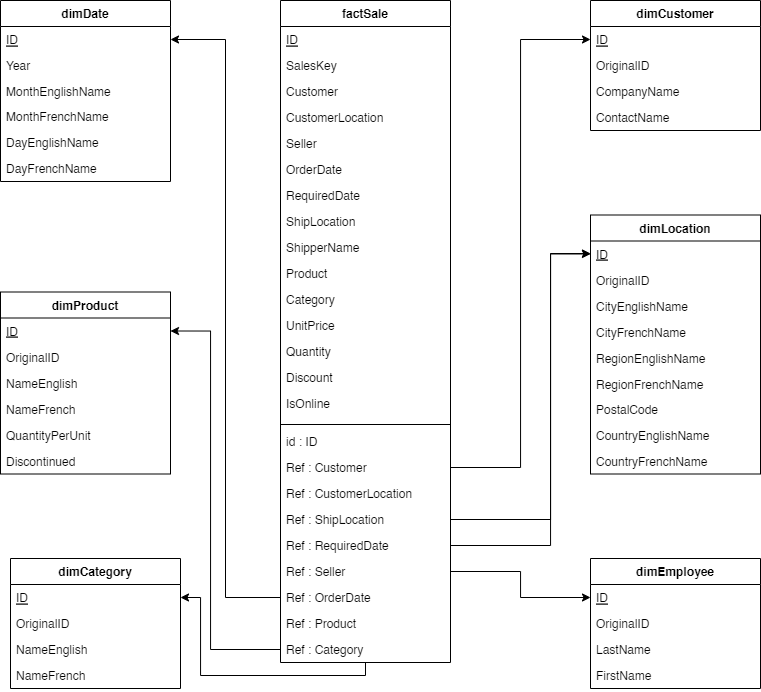 dimDate
ID
Year
MonthEnglishName
MonthFrenchName
DayEnglishName
DayFrenchName
factSale
ID
SalesKey
Customer
CustomerLocation
Seller
OrderDate
RequiredDate
ShipLocation
ShipperName
Product
Category
UnitPrice
Quantity
Discount
IsOnline
id : ID
Ref : Customer
Ref : CustomerLocation
Ref : ShipLocation
Ref : RequiredDate
Ref : Seller
Ref : OrderDate
Ref : Product
Ref : Category
dimCustomer
ID
OriginalID
CompanyName
ContactName
dimLocation
ID
OriginalID
CityEnglishName
CityFrenchName
RegionEnglishName
RegionFrenchName
PostalCode
CountryEnglishName
CountryFrenchName
dimProduct
ID
OriginalID
NameEnglish
NameFrench
QuantityPerUnit
Discontinued
dimCategory
ID
OriginalID
NameEnglish
NameFrench
dimEmployee
ID
OriginalID
LastName
FirstName